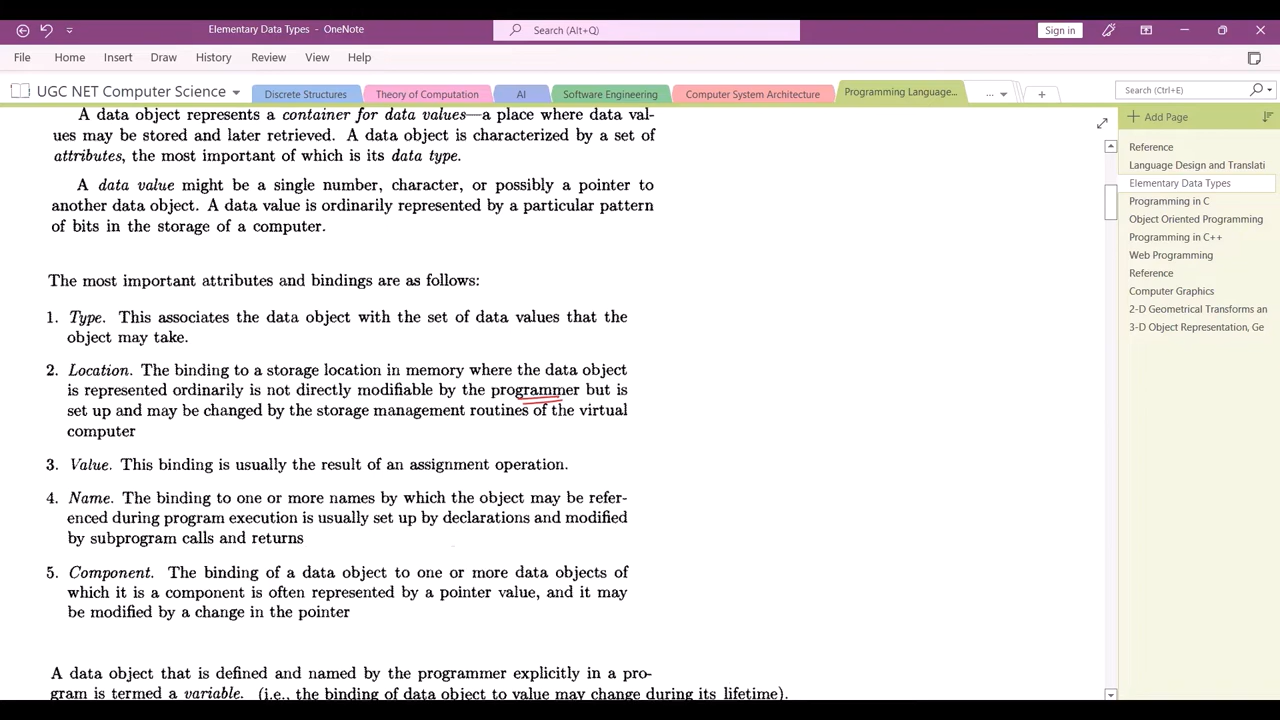 Elementary Data Types - OneNote
Search (Alt+Q)
Sign in
File Home Insert Draw History Review View Help
UGC NET Computer Science
Discrete Structures
Theory of Computation
AI
Software Engineering
Computer System Architecture
Programming Language...
...
Search (Ctrl+E)
A data object represents a container for data values—a place where data val-
ues may be stored and later retrieved. A data object is characterized by a set of
attributes, the most important of which is its data type.
A data value might be a single number, character, or possibly a pointer to
another data object. A data value is ordinarily represented by a particular pattern
of bits in the storage of a computer.
The most important attributes and bindings are as follows:
1. Type. This associates the data object with the set of data values that the
object may take.
2. Location. The binding to a storage location in memory where the data object
is represented ordinarily is not directly modifiable by the programmer but is
set up and may be changed by the storage management routines of the virtual
computer
3. Value. This binding is usually the result of an assignment operation.
4. Name. The binding to one or more names by which the object may be refer-
enced during program execution is usually set up by declarations and modified
by subprogram calls and returns
5. Component. The binding of a data object to one or more data objects of
which it is a component is often represented by a pointer value, and it may
be modified by a change in the pointer
A data object that is defined and named by the programmer explicitly in a pro-
gram is termed a variable. (i.e., the binding of data object to value may change during its lifetime).
Add Page
Reference
Language Design and Translati
Elementary Data Types
Programming in C
Object Oriented Programming
Programming in C++
Web Programming
Reference
Computer Graphics
2-D Geometrical Transforms an
3-D Object Representation, Ge